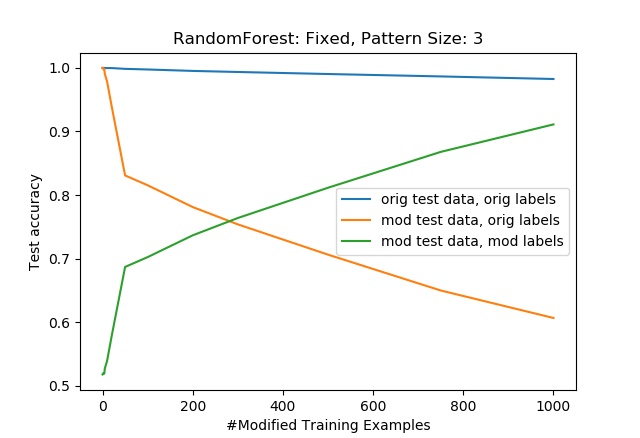 RandomForest: Fixed, Pattern Size: 3
1.0
0.9
0.8
0.7
0.6
0.5
Test accuracy
orig test data, orig labels
mod test data, orig labels
mod test data, mod labels
0 200 400 600 800 1000
#Modified Training Examples